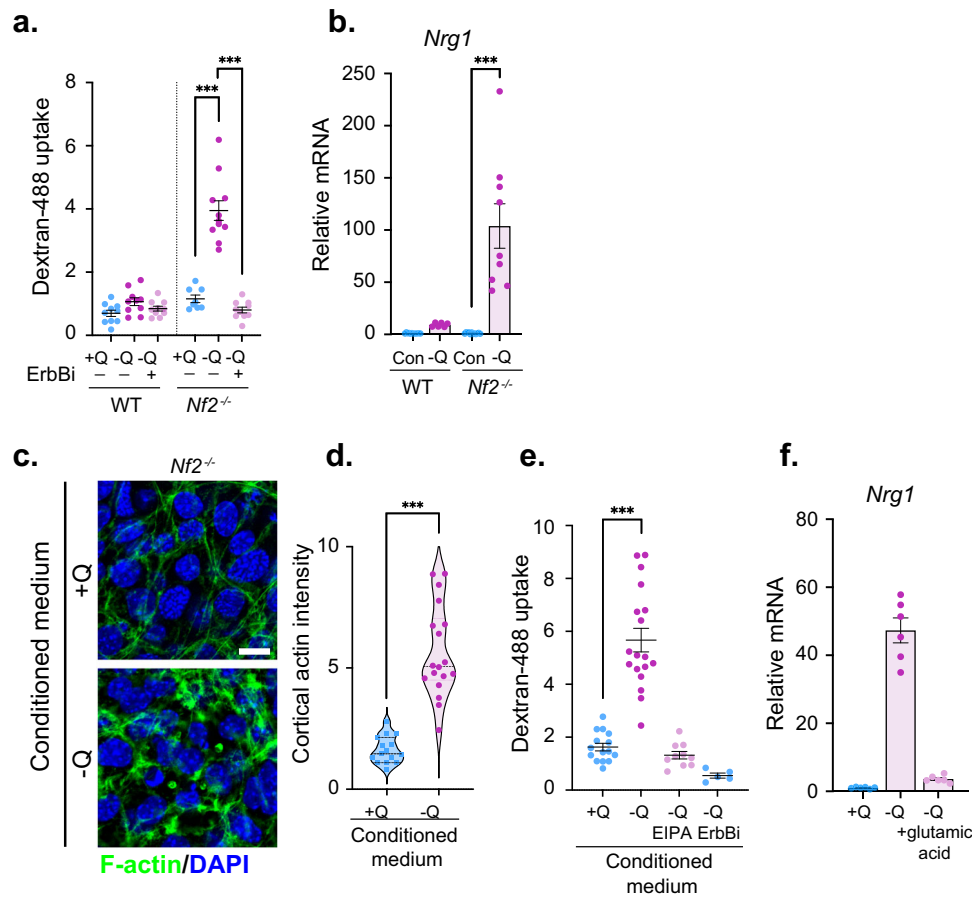 a.
8
6
4
2
0
Dextran-488 uptake
***
***
+Q -Q -Q +Q -Q -Q
ErbBi – – + – – +
WT Nf2-/-
b.
Nrg1
250
200
150
100
50
0
Relative mRNA
***
Con -Q Con -Q
WT Nf2-/-
c.
Nf2-/-
Conditioned medium
+Q
-Q
F-actin/DAPI
d.
10
5
0
Cortical actin intensity
***
+Q -Q
Conditioned
medium
e.
10
8
6
4
2
0
Dextran-488 uptake
***
+Q -Q -Q -Q
EIPA ErbBi
Conditioned
medium
f.
Nrg1
80
60
40
20
0
Relative mRNA
+Q -Q -Q
+glutamic
acid